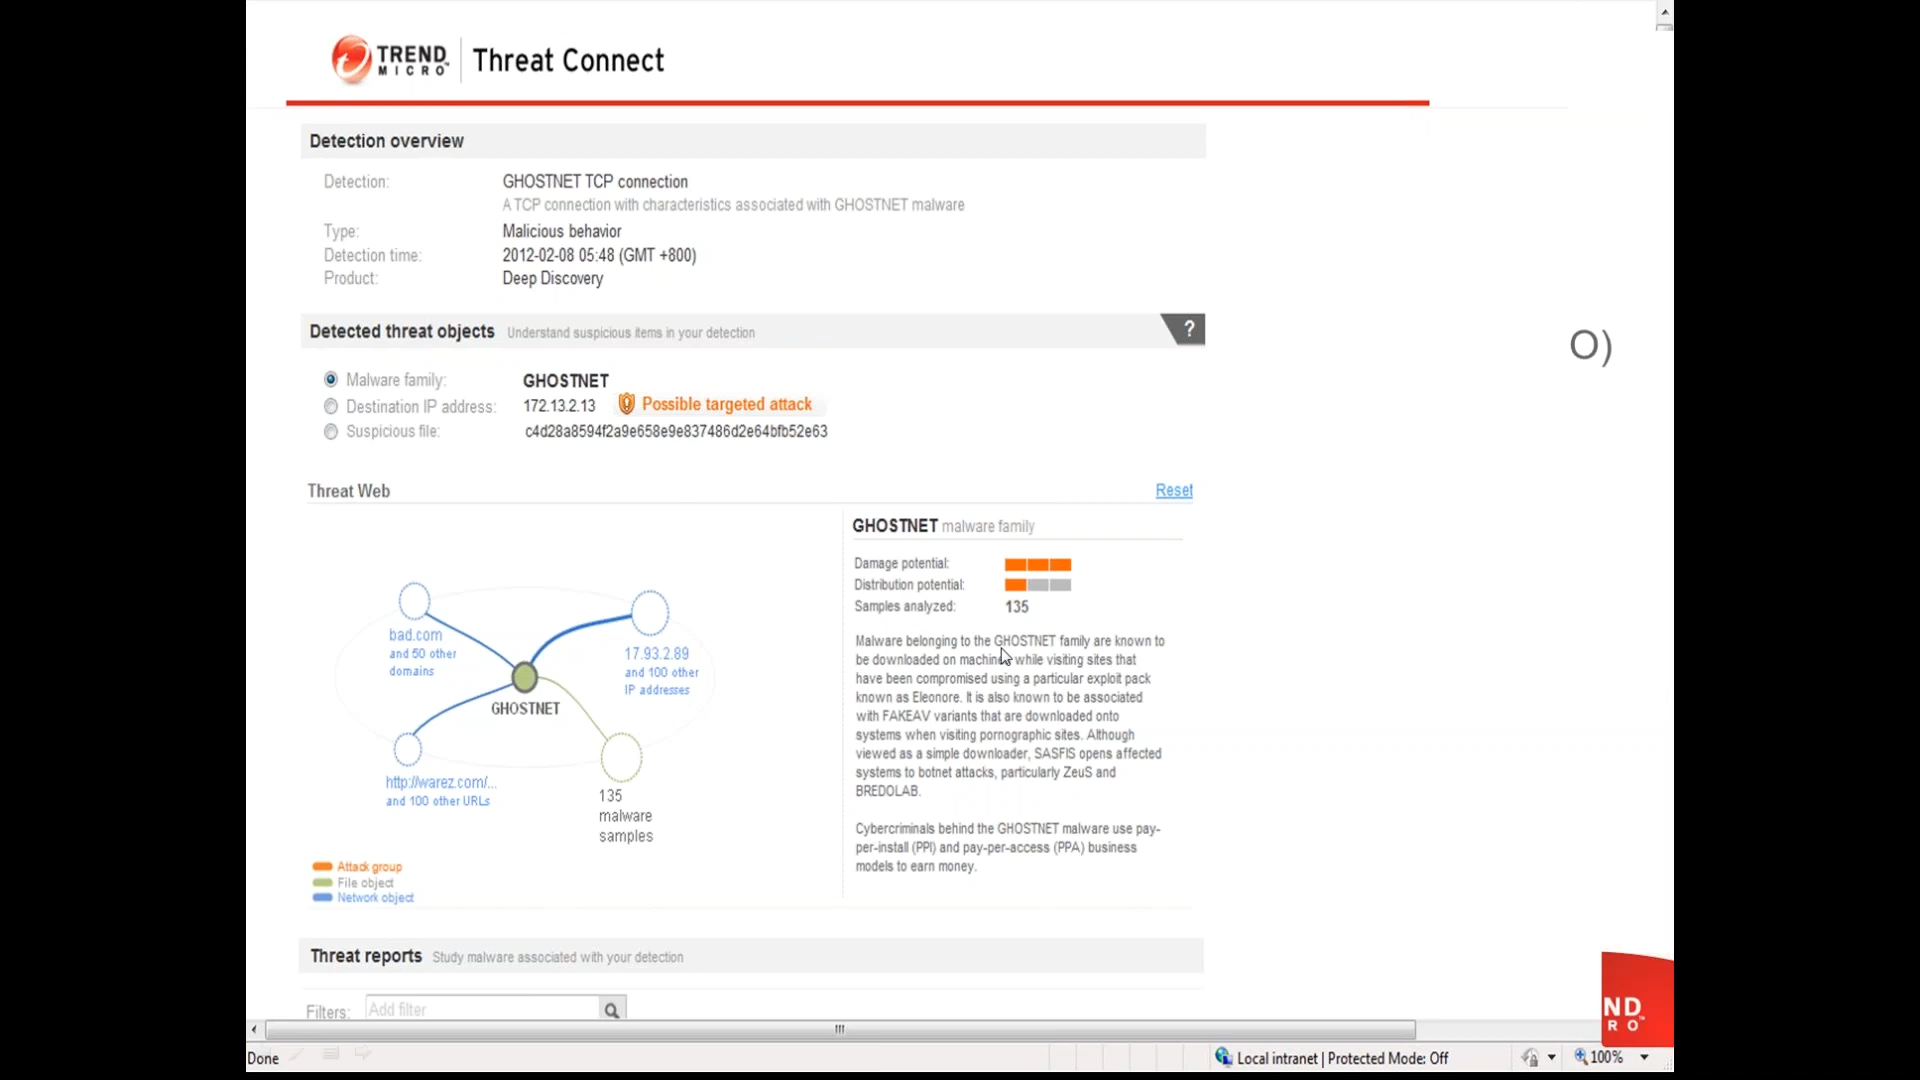 TREND MICRO™ Threat Connect
Detection overview
Detection: GHOSTNET TCP connection
A TCP connection with characteristics associated with GHOSTNET malware
Type: Malicious behavior
Detection time: 2012-02-08 05:48 (GMT +800)
Product: Deep Discovery
Detected threat objects Understand suspicious items in your detection ?
O)
Malware family: GHOSTNET
Destination IP address: 172.13.2.13 Possible targeted attack
Suspicious file: c4d28a8594f2a9e658e9e837486d2e64bfb52e63
Threat Web Reset
bad.com
and 50 other
domains
17.93.2.89
and 100 other
IP addresses
GHOSTNET
http://warez.com/...
and 100 other URLs
135
malware
samples
Attack group
File object
Network object
GHOSTNET malware family
Damage potential:
Distribution potential:
Samples analyzed: 135
Malware belonging to the GHOSTNET family are known to
be downloaded on machines while visiting sites that
have been compromised using a particular exploit pack
known as Eleonore. It is also known to be associated
with FAKEAV variants that are downloaded onto
systems when visiting pornographic sites. Although
viewed as a simple downloader, SASFIS opens affected
systems to botnet attacks, particularly ZeuS and
BREDOLAB.
Cybercriminals behind the GHOSTNET malware use pay-
per-install (PPI) and pay-per-access (PPA) business
models to earn money.
Threat reports Study malware associated with your detection
Filters: Add filter
ND
RO™
Done Local intranet | Protected Mode: Off 100%